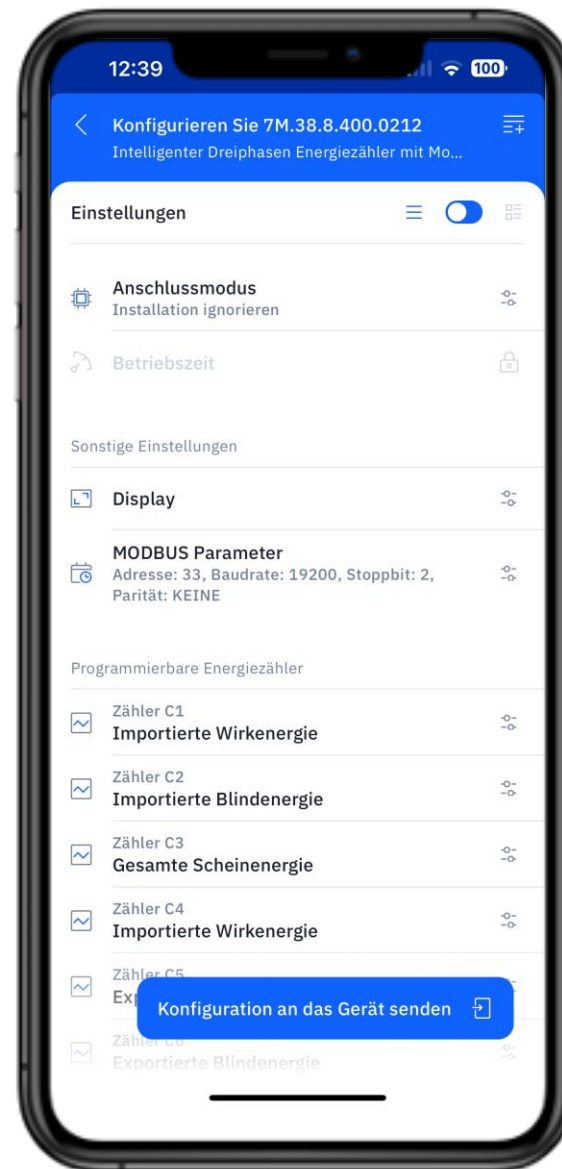 12:39
100
Konfigurieren Sie 7M.38.8.400.0212
Intelligenter Dreiphasen Energiezähler mit Mo...
Einstellungen
Anschlussmodus
Installation ignorieren
Betriebszeit
Sonstige Einstellungen
Display
MODBUS Parameter
Adresse: 33, Baudrate: 19200, Stoppbit: 2,
Parität: KEINE
Programmierbare Energiezähler
Zähler C1
Importierte Wirkenergie
Zähler C2
Importierte Blindenergie
Zähler C3
Gesamte Scheinenergie
Zähler C4
Importierte Wirkenergie
Zähler C5
Konfiguration an das Gerät senden
Zähler C6
Exportierte Blindenergie